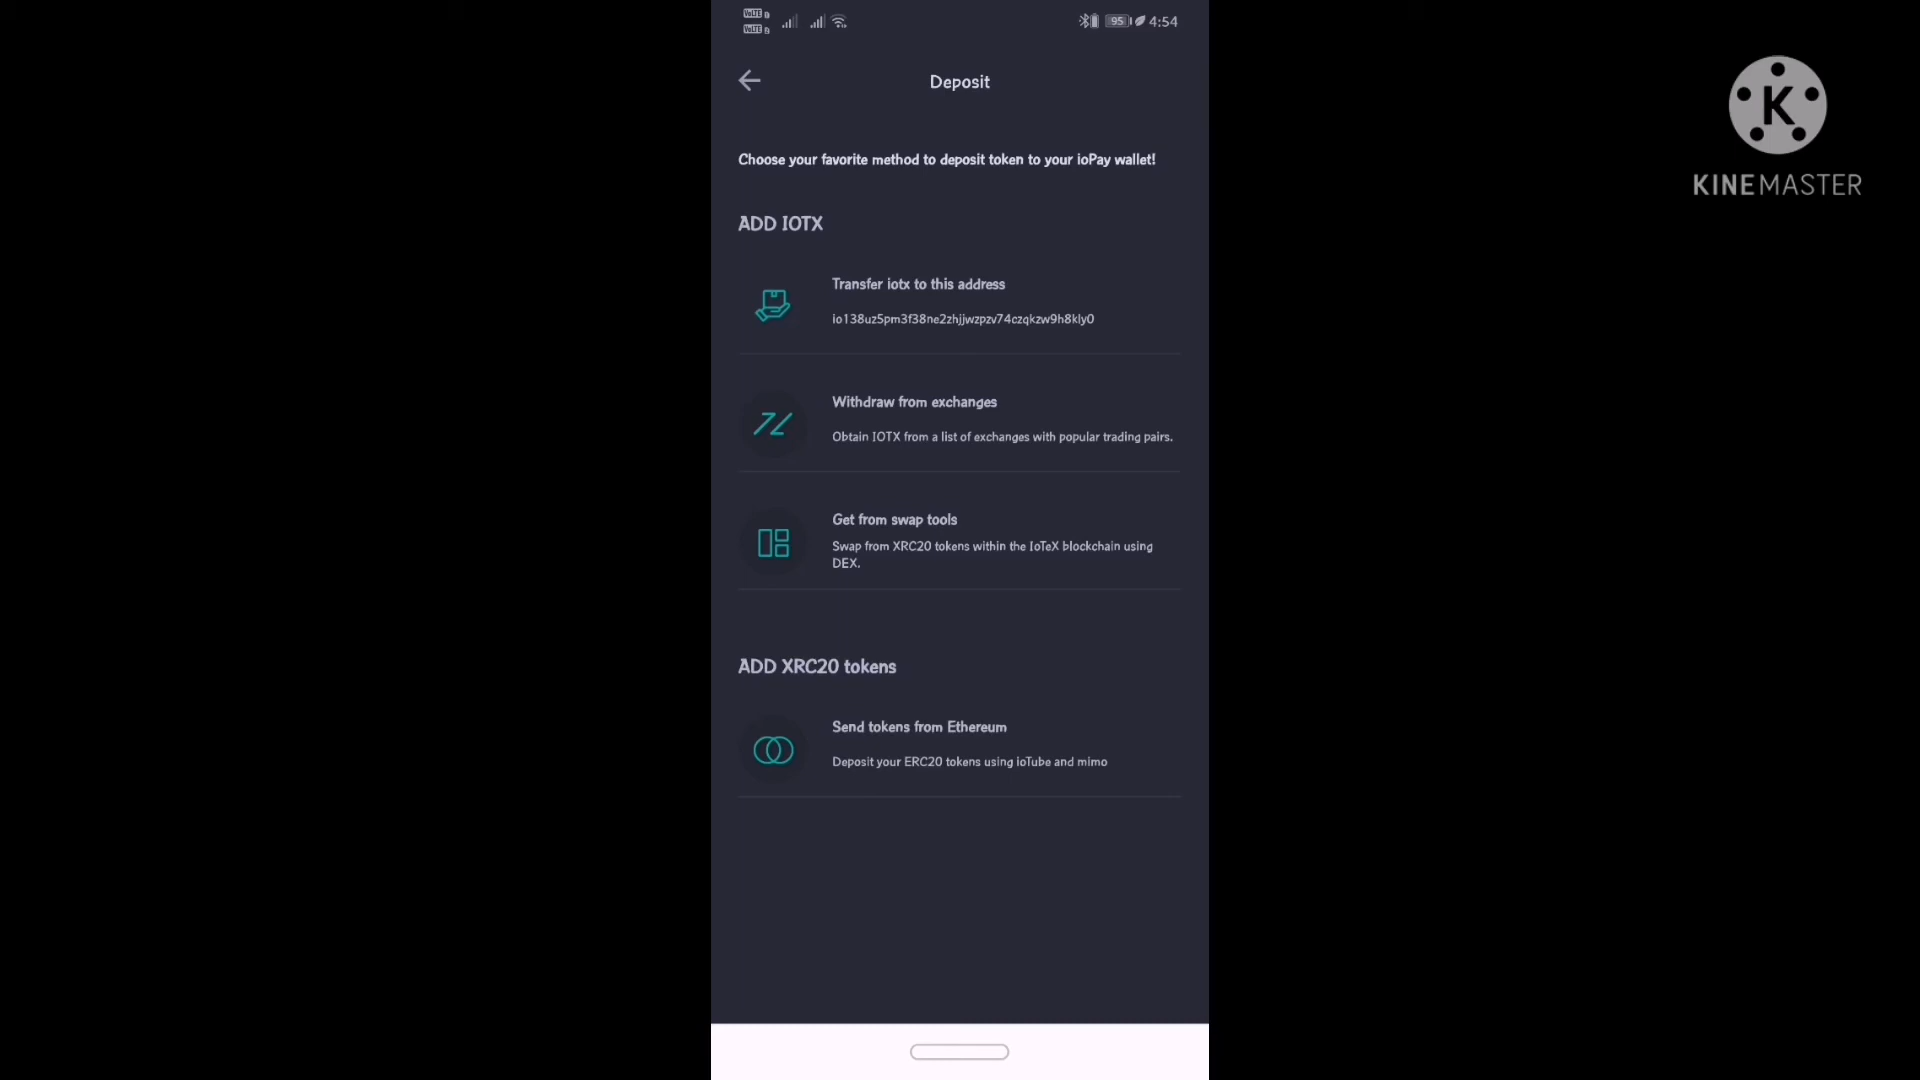 VoLTE
VoLTE
95
4:54
Deposit
KINEMASTER
Choose your favorite method to deposit token to your ioPay wallet!
ADD IOTX
Transfer iotx to this address
io138uz5pm3f38ne2zhjjwzpzv74czqkzw9h8kly0
Withdraw from exchanges
Obtain IOTX from a list of exchanges with popular trading pairs.
Get from swap tools
Swap from XRC20 tokens within the IoTeX blockchain using
DEX.
ADD XRC20 tokens
Send tokens from Ethereum
Deposit your ERC20 tokens using ioTube and mimo